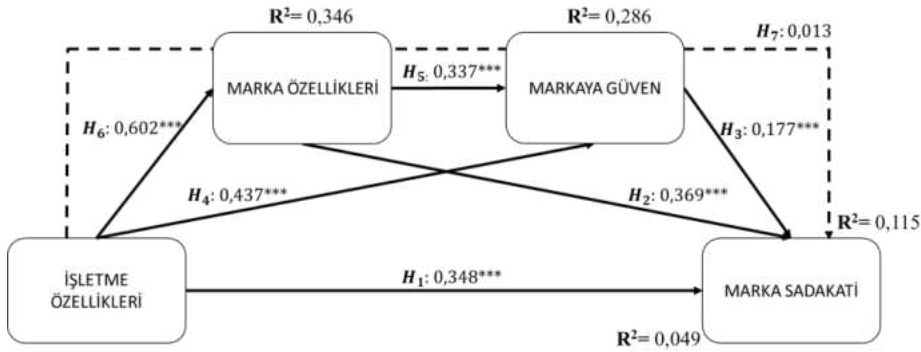 R²= 0,346
R²= 0,286
H₇: 0,013
MARKA ÖZELLİKLERİ
H₅: 0,337***
MARKAYA GÜVEN
H₆: 0,602***
H₃: 0,177***
H₄: 0,437***
H₂: 0,369***
R²= 0,115
İŞLETME
ÖZELLİKLERİ
H₁: 0,348***
MARKA SADAKATİ
R²= 0,049